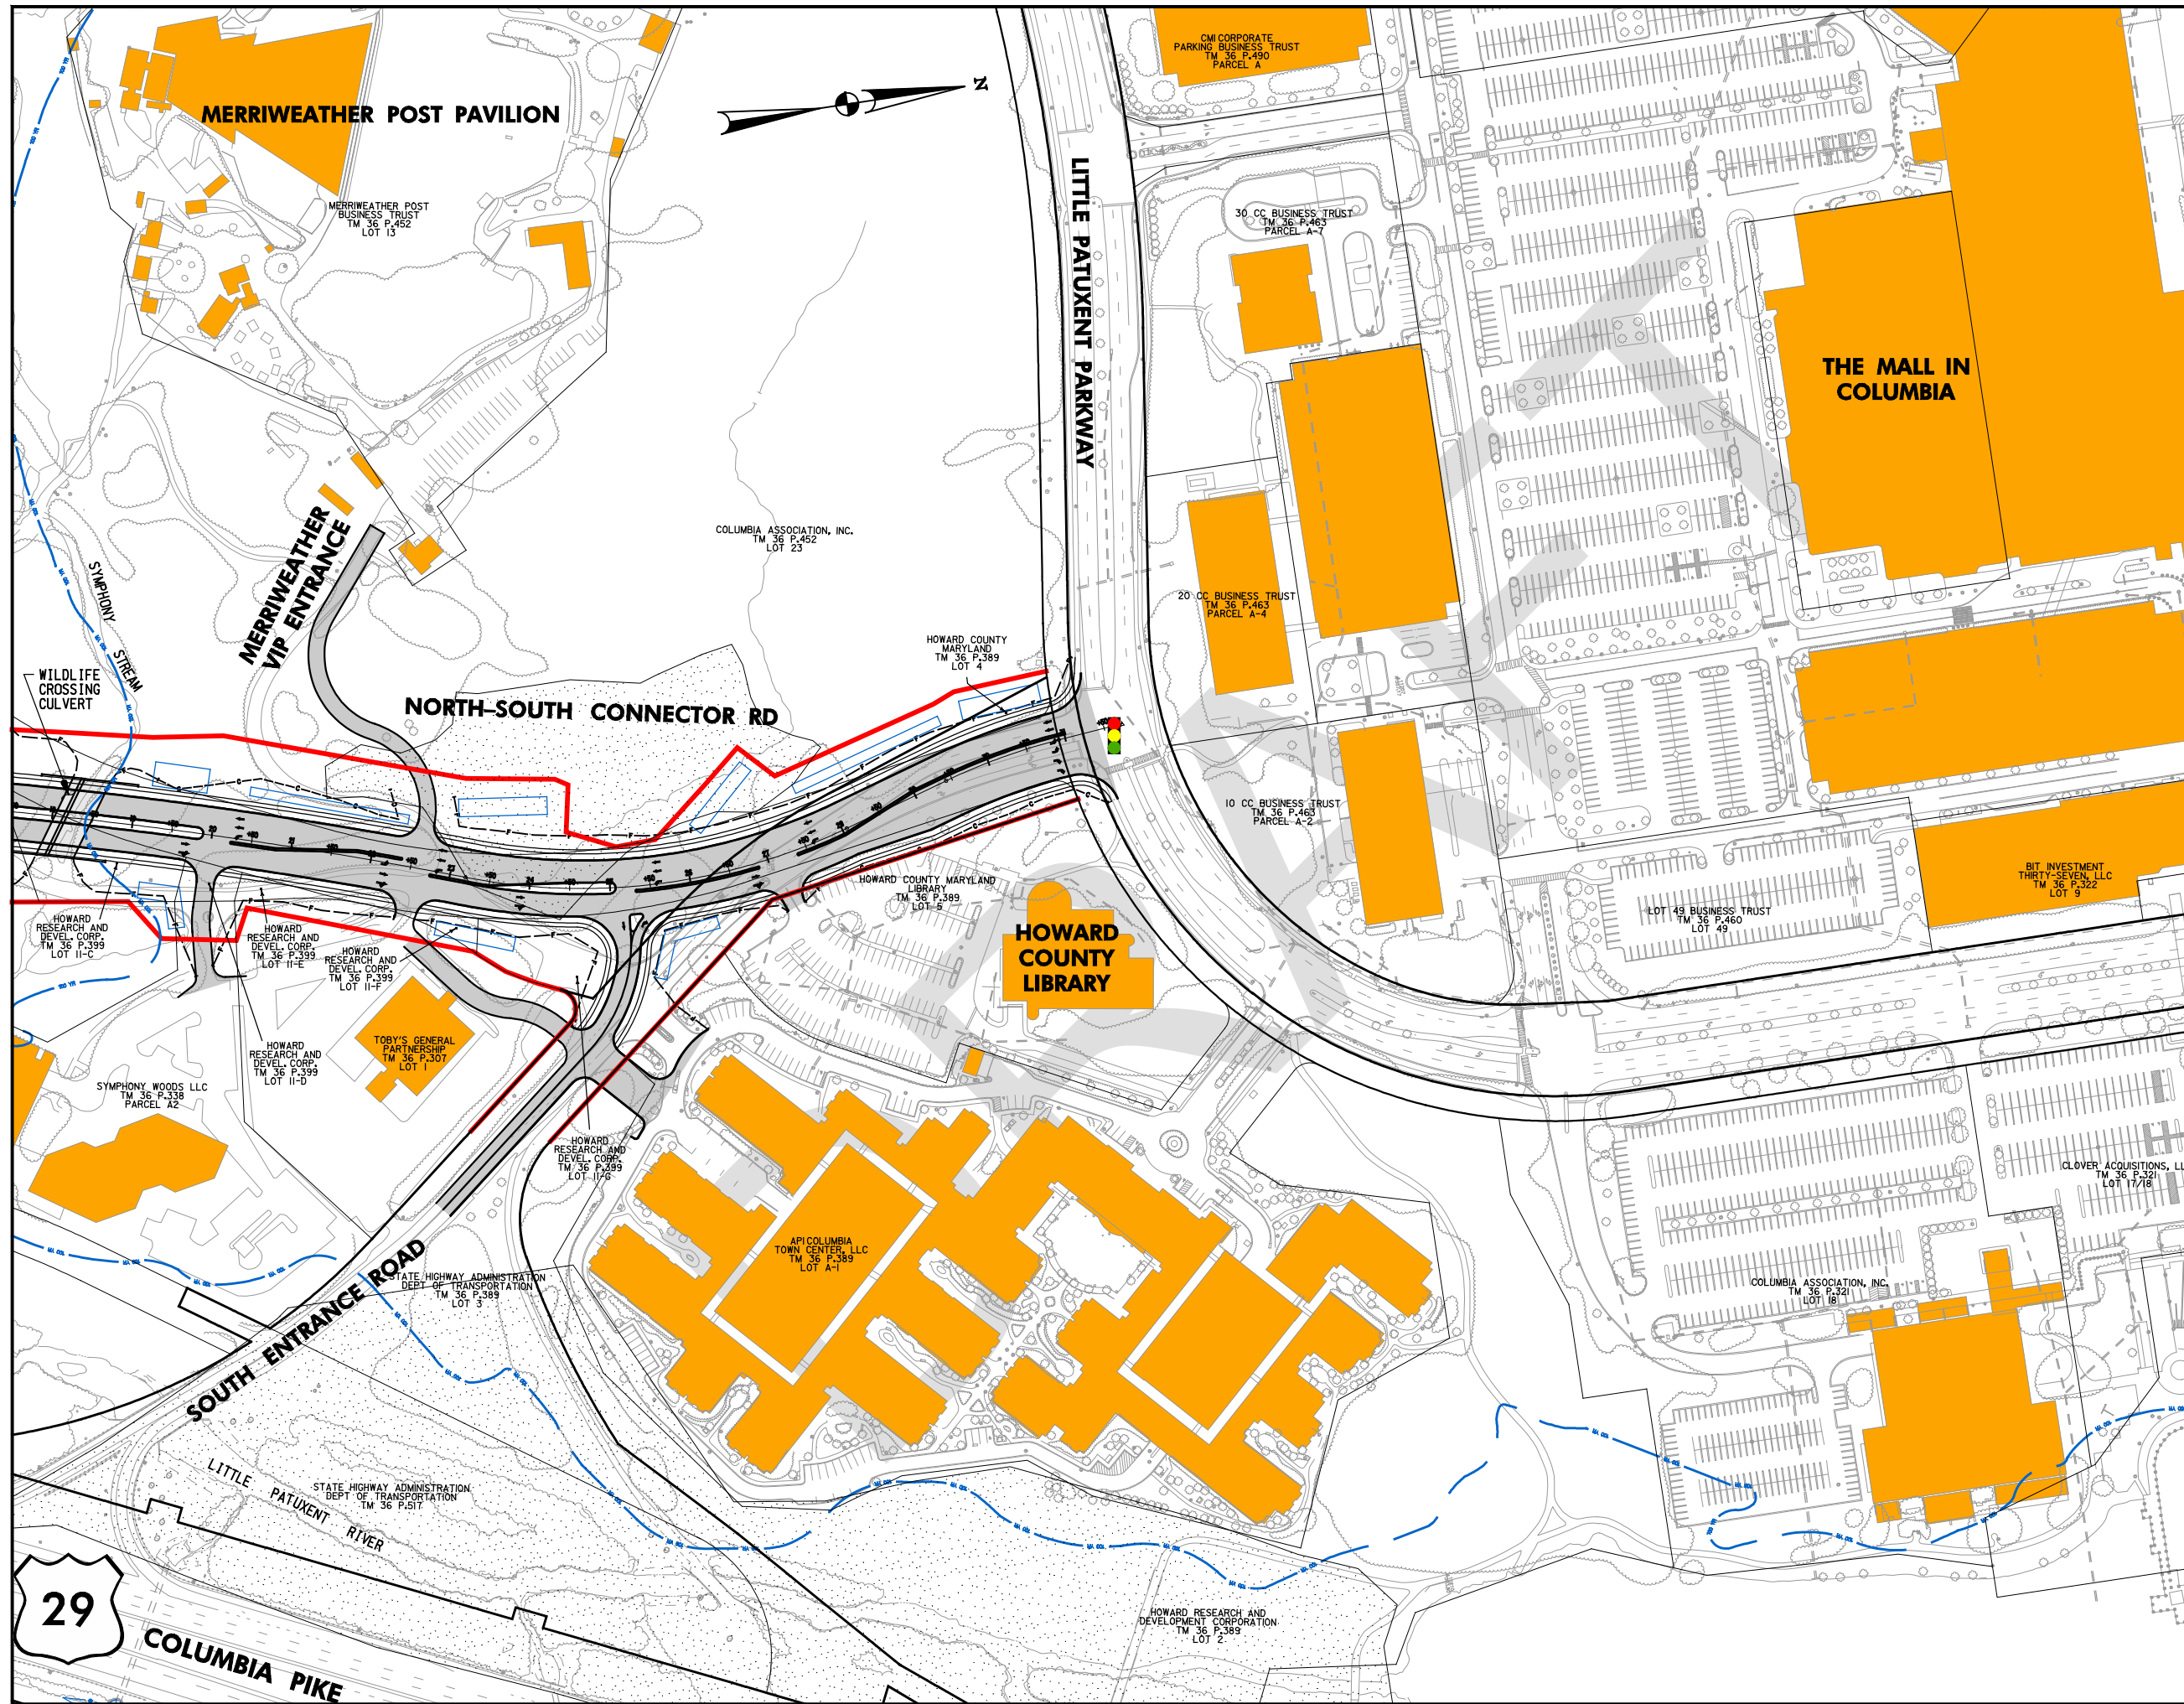 MERRIWEATHER POST PAVILION
MERRIWEATHER POST
BUSINESS TRUST
TM 36 P.452
LOT 13
N
CMI CORPORATE
PARKING BUSINESS TRUST
TM 36 P.490
PARCEL A
LITTLE PATUXENT PARKWAY
30 CC BUSINESS TRUST
TM 36 P.463
PARCEL A-7
THE MALL IN
COLUMBIA
COLUMBIA ASSOCIATION, INC.
TM 36 P.452
LOT 23
20 CC BUSINESS TRUST
TM 36 P.463
PARCEL A-4
MERRIWEATHER
VIP ENTRANCE
SYMPHONY
STREAM
WILDLIFE
CROSSING
CULVERT
HOWARD COUNTY
MARYLAND
TM 36 P.389
LOT 4
NORTH-SOUTH CONNECTOR RD
10 CC BUSINESS TRUST
TM 36 P.463
PARCEL A-2
HOWARD COUNTY MARYLAND
LIBRARY
TM 36 P.389
LOT 5
HOWARD
COUNTY
LIBRARY
LOT 49 BUSINESS TRUST
TM 36 P.460
LOT 49
BIT INVESTMENT
THIRTY-SEVEN, LLC
TM 36 P.322
LOT 9
HOWARD
RESEARCH AND
DEVEL. CORP.
TM 36 P.399
LOT 11-C
HOWARD
RESEARCH AND
DEVEL. CORP.
TM 36 P.399
LOT 11-E
HOWARD
RESEARCH AND
DEVEL. CORP.
TM 36 P.399
LOT 11-F
HOWARD
RESEARCH AND
DEVEL. CORP.
TM 36 P.399
LOT 11-D
TOBY'S GENERAL
PARTNERSHIP
TM 36 P.307
LOT 1
SYMPHONY WOODS LLC
TM 36 P.338
PARCEL A2
HOWARD
RESEARCH AND
DEVEL. CORP.
TM 36 P.399
LOT 11-G
API COLUMBIA
TOWN CENTER, LLC
TM 36 P.389
LOT A-1
CLOVER ACQUISITIONS, LL
TM 36 P.321
LOT 17/18
COLUMBIA ASSOCIATION, INC.
TM 36 P.321
LOT 18
SOUTH ENTRANCE ROAD
STATE HIGHWAY ADMINISTRATION
DEPT OF TRANSPORTATION
TM 36 P.389
LOT 3
STATE HIGHWAY ADMINISTRATION
DEPT OF TRANSPORTATION
TM 36 P.517
LITTLE PATUXENT RIVER
HOWARD RESEARCH AND
DEVELOPMENT CORPORATION
TM 36 P.389
LOT 2
29
COLUMBIA PIKE
DRAFT